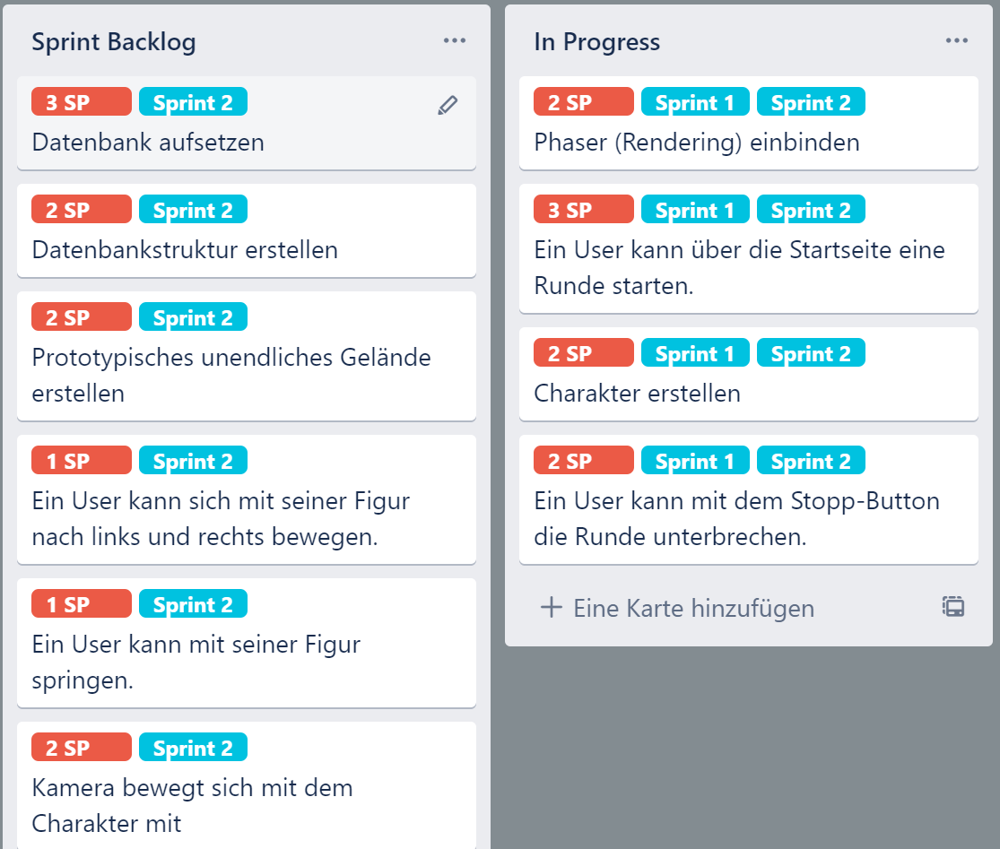 Sprint Backlog
3 SP Sprint 2
Datenbank aufsetzen
2 SP Sprint 2
Datenbankstruktur erstellen
2 SP Sprint 2
Prototypisches unendliches Gelände
erstellen
1 SP Sprint 2
Ein User kann sich mit seiner Figur
nach links und rechts bewegen.
1 SP Sprint 2
Ein User kann mit seiner Figur
springen.
2 SP Sprint 2
Kamera bewegt sich mit dem
Charakter mit
In Progress
2 SP Sprint 1 Sprint 2
Phaser (Rendering) einbinden
3 SP Sprint 1 Sprint 2
Ein User kann über die Startseite eine
Runde starten.
2 SP Sprint 1 Sprint 2
Charakter erstellen
2 SP Sprint 1 Sprint 2
Ein User kann mit dem Stopp-Button
die Runde unterbrechen.
+ Eine Karte hinzufügen